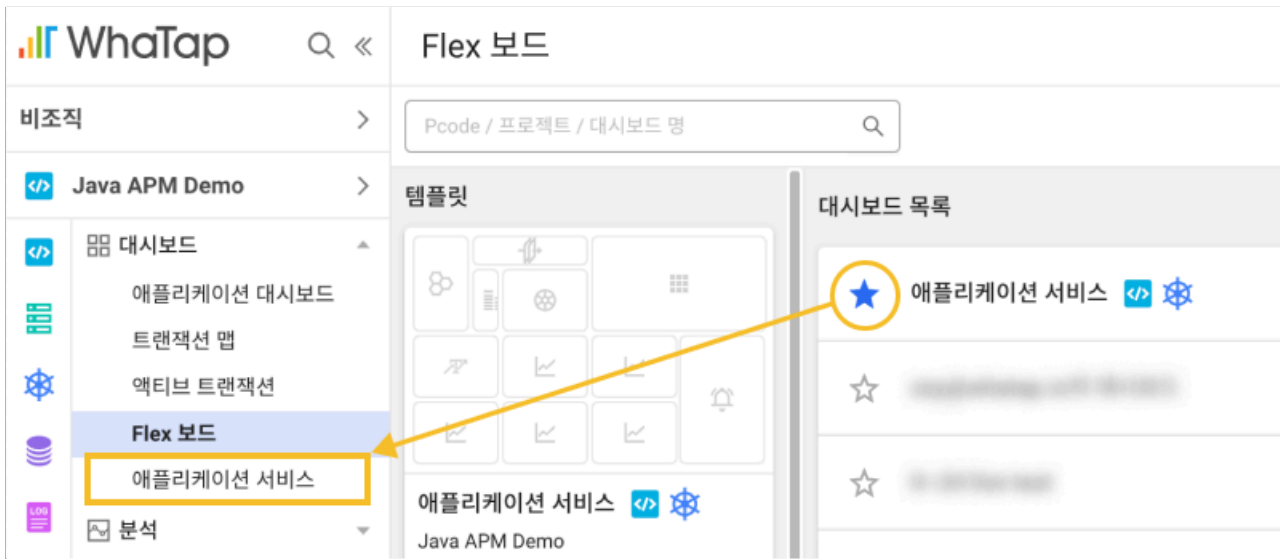 WhaTap
비조직
Java APM Demo
대시보드
애플리케이션 대시보드
트랜잭션 맵
액티브 트랜잭션
Flex 보드
애플리케이션 서비스
LOG
분석
Flex 보드
Pcode / 프로젝트 / 대시보드 명
템플릿
애플리케이션 서비스
Java APM Demo
대시보드 목록
애플리케이션 서비스